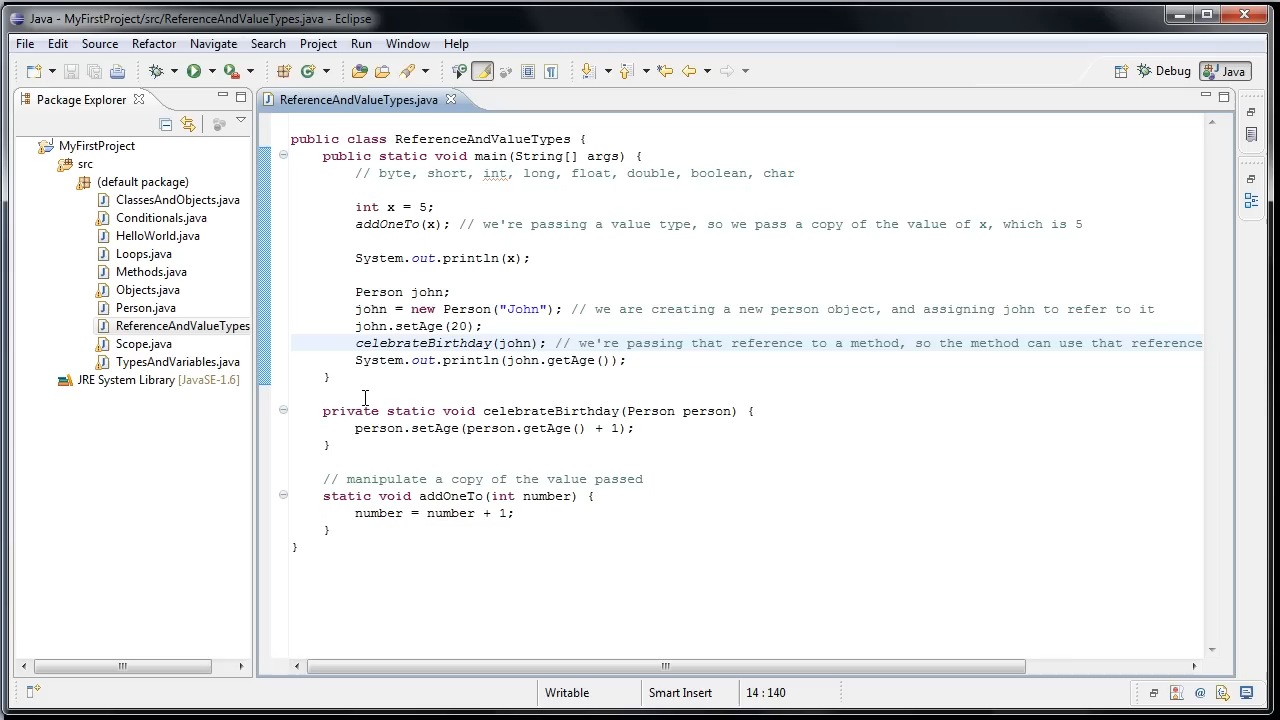 Java - MyFirstProject/src/ReferenceAndValueTypes.java - Eclipse
File Edit Source Refactor Navigate Search Project Run Window Help
Debug Java
Package Explorer
ReferenceAndValueTypes.java
MyFirstProject
src
(default package)
ClassesAndObjects.java
Conditionals.java
HelloWorld.java
Loops.java
Methods.java
Objects.java
Person.java
ReferenceAndValueTypes
Scope.java
TypesAndVariables.java
JRE System Library [JavaSE-1.6]
public class ReferenceAndValueTypes {
public static void main(String[] args) {
// byte, short, int, long, float, double, boolean, char
int x = 5;
addOneTo(x); // we're passing a value type, so we pass a copy of the value of x, which is 5
System.out.println(x);
Person john;
john = new Person("John"); // we are creating a new person object, and assigning john to refer to it
john.setAge(20);
celebrateBirthday(john); // we're passing that reference to a method, so the method can use that reference
System.out.println(john.getAge());
}
private static void celebrateBirthday(Person person) {
person.setAge(person.getAge() + 1);
}
// manipulate a copy of the value passed
static void addOneTo(int number) {
number = number + 1;
}
}
Writable Smart Insert 14 : 140